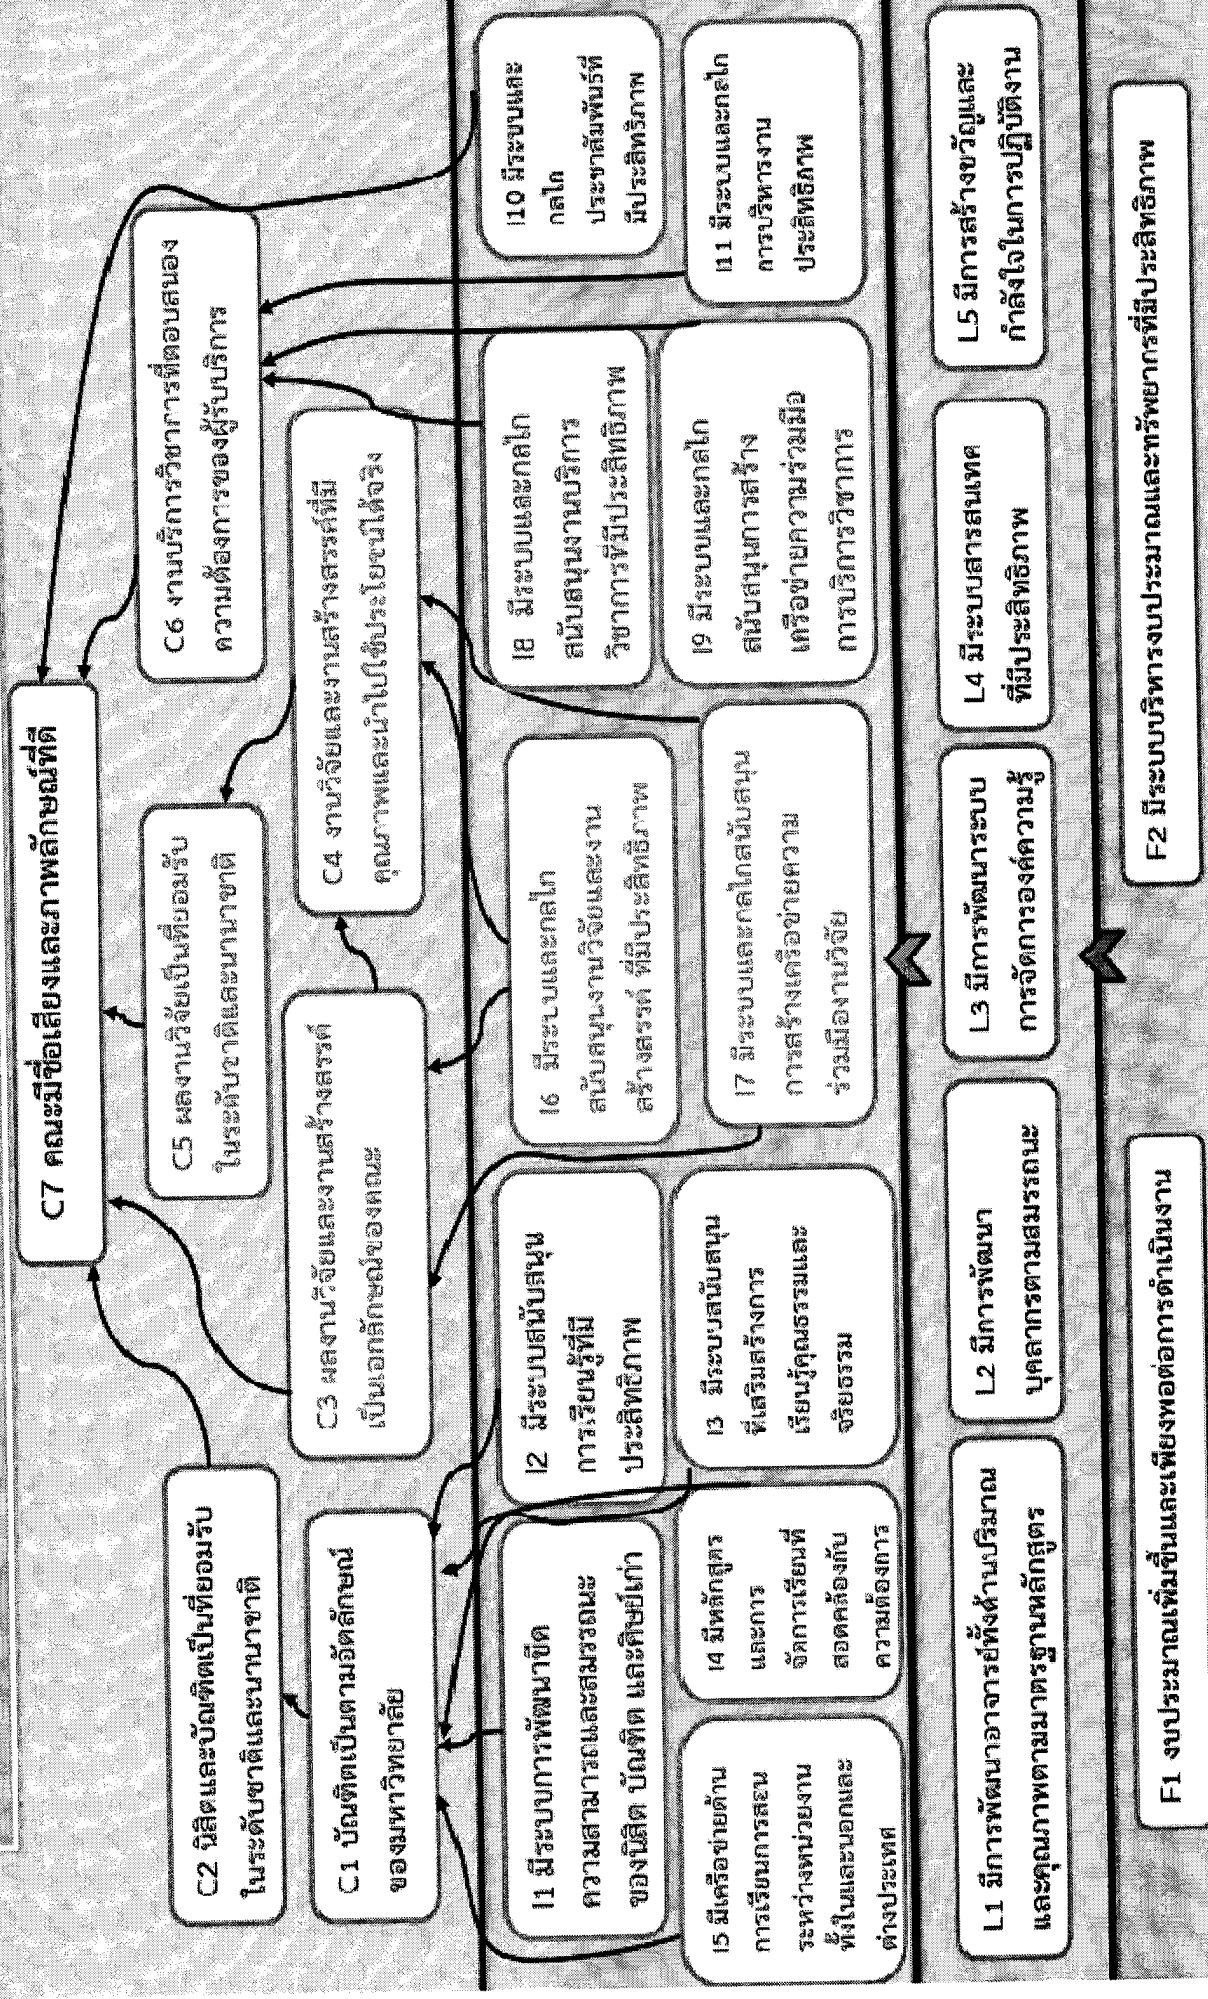 C7 คณะมีชื่อเสียงและภาพลักษณ์ที่ดี
C2 นิสิตและบัณฑิตเป็นที่ยอมรับ
ในระดับชาติและนานาชาติ
C5 ผลงานวิจัยเป็นที่ยอมรับ
ในระดับชาติและนานาชาติ
C6 งานบริการวิชาการที่ตอบสนอง
ความต้องการของผู้รับบริการ
C1 บัณฑิตเป็นตามอัตลักษณ์
ของมหาวิทยาลัย
C3 ผลงานวิจัยและงานสร้างสรรค์
เป็นเอกลักษณ์ของคณะ
C4 งานวิจัยและงานสร้างสรรค์ที่มี
คุณภาพและนำไปใช้ประโยชน์ได้จริง
I1 มีระบบการพัฒนาขีด
ความสามารถและสมรรถนะ
ของนิสิต บัณฑิต และศิษย์เก่า
I2 มีระบบสนับสนุน
การเรียนรู้ที่มี
ประสิทธิภาพ
I6 มีระบบและกลไก
สนับสนุนงานวิจัยและงาน
สร้างสรรค์ ที่มีประสิทธิภาพ
I8 มีระบบและกลไก
สนับสนุนงานบริการ
วิชาการที่มีประสิทธิภาพ
I10 มีระบบและ
กลไก
ประชาสัมพันธ์ที่
มีประสิทธิภาพ
I5 มีเครือข่ายด้าน
การเรียนการสอน
ระหว่างหน่วยงาน
ทั้งในและนอกและ
ต่างประเทศ
I4 มีหลักสูตร
และการ
จัดการเรียนที่
สอดคล้องกับ
ความต้องการ
I3 มีระบบสนับสนุน
ที่เสริมสร้างการ
เรียนรู้คุณธรรมและ
จริยธรรม
I7 มีระบบและกลไกสนับสนุน
การสร้างเครือข่ายความ
ร่วมมืองานวิจัย
I9 มีระบบและกลไก
สนับสนุนการสร้าง
เครือข่ายความร่วมมือ
การบริการวิชาการ
I11 มีระบบและกลไก
การบริหารงาน
ประสิทธิภาพ
L1 มีการพัฒนาอาจารย์ทั้งด้านปริมาณ
และคุณภาพตามมาตรฐานหลักสูตร
L2 มีการพัฒนา
บุคลากรตามสมรรถนะ
L3 มีการพัฒนาระบบ
การจัดการองค์ความรู้
L4 มีระบบสารสนเทศ
ที่มีประสิทธิภาพ
L5 มีการสร้างขวัญและ
กำลังใจในการปฏิบัติงาน
F1 งบประมาณเพิ่มขึ้นและเพียงพอต่อการดำเนินงาน
F2 มีระบบบริหารงบประมาณและทรัพยากรที่มีประสิทธิภาพ